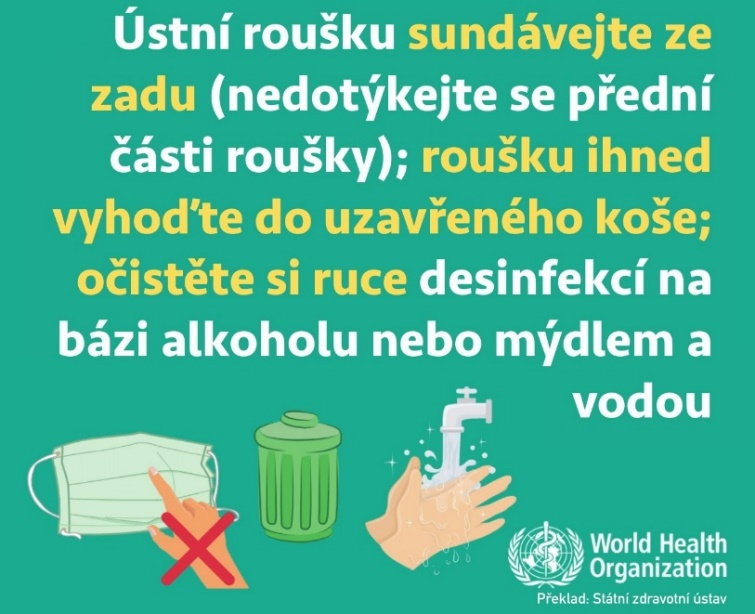 Ústní roušku sundávejte ze
zadu (nedotýkejte se přední
části roušky); roušku ihned
vyhoďte do uzavřeného koše;
očistěte si ruce desinfekcí na
bázi alkoholu nebo mýdlem a
vodou
World Health
Organization
Překlad: Státní zdravotní ústav